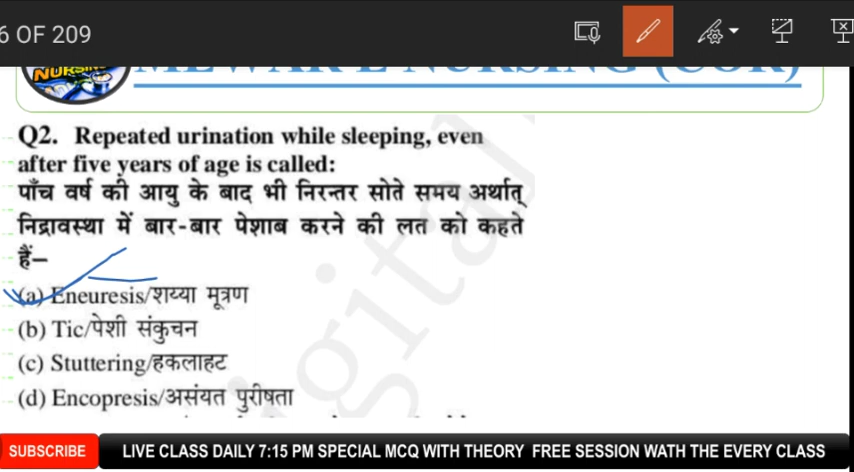 6 OF 209
NURSING
Q2. Repeated urination while sleeping, even
after five years of age is called:
पाँच वर्ष की आयु के बाद भी निरन्तर सोते समय अर्थात्
निद्रावस्था में बार-बार पेशाब करने की लत को कहते
हैं–
(a) Eneuresis/शय्या मूत्रण
(b) Tic/पेशी संकुचन
(c) Stuttering/हकलाहट
(d) Encopresis/असंयत पुरीषता
SUBSCRIBE LIVE CLASS DAILY 7:15 PM SPECIAL MCQ WITH THEORY FREE SESSION WATH THE EVERY CLASS